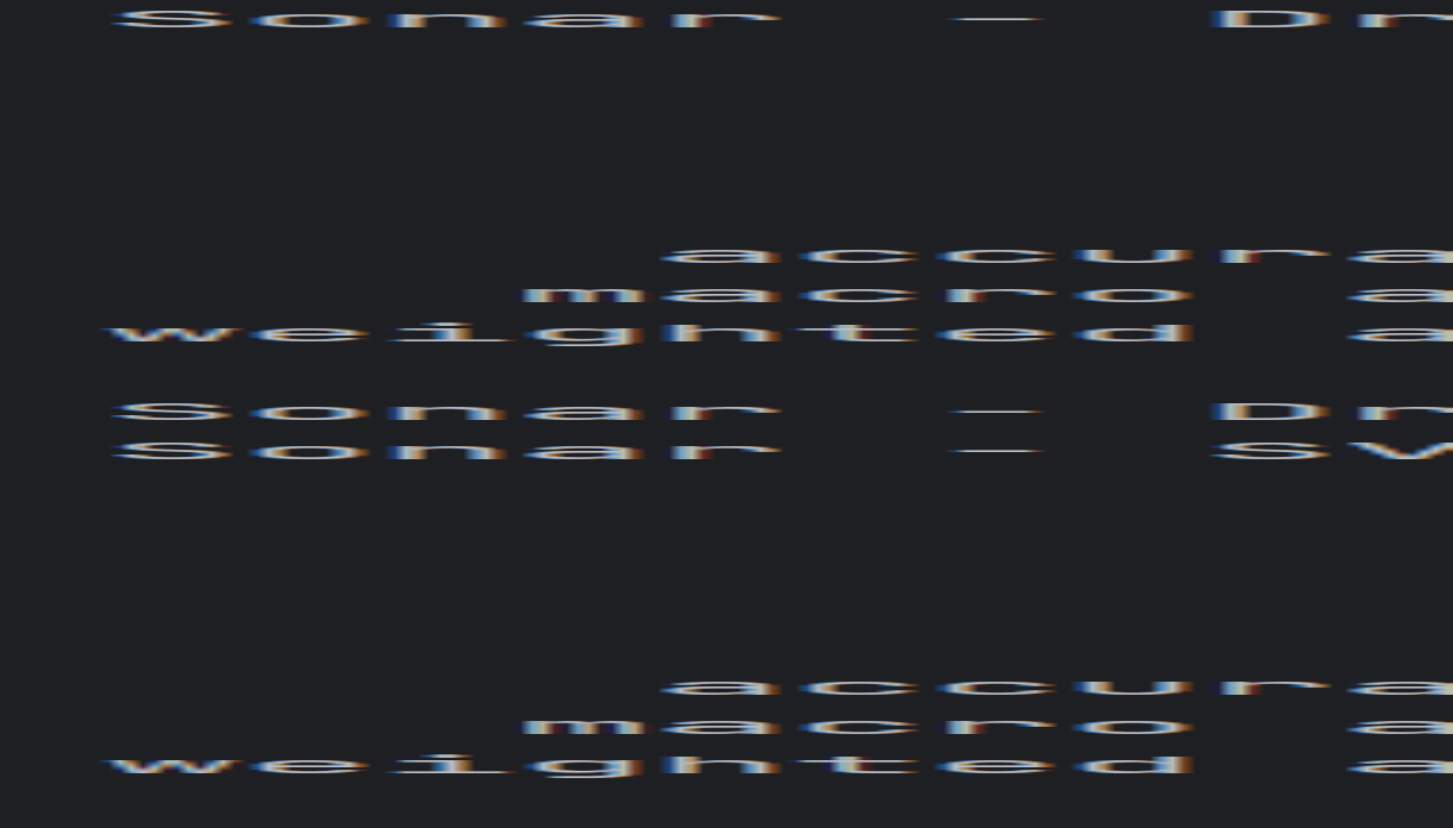 Sonar - Dr
accura
macro a
weighted a
Sonar - Dr
Sonar - Sv
accura
macro a
weighted a